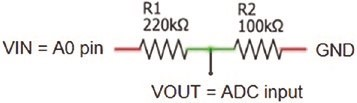 R1 R2
220kΩ 100kΩ
VIN = A0 pin GND
VOUT = ADC input